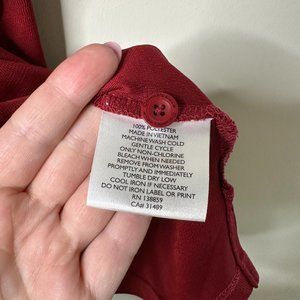 100% POLYESTER
MADE IN VIETNAM
MACHINE WASH COLD
GENTLE CYCLE
ONLY NON-CHLORINE
BLEACH WHEN NEEDED
REMOVE FROM WASHER
PROMPTLY AND IMMEDIATELY
TUMBLE DRY LOW
COOL IRON IF NECESSARY
DO NOT IRON LABEL OR PRINT
RN 138859
CA# 31489